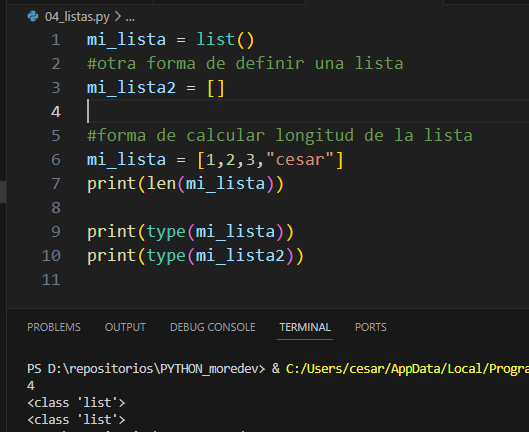 04_listas.py > ...
1 mi_lista = list()
2 #otra forma de definir una lista
3 mi_lista2 = []
4
5 #forma de calcular longitud de la lista
6 mi_lista = [1,2,3,"cesar"]
7 print(len(mi_lista))
8
9 print(type(mi_lista))
10 print(type(mi_lista2))
11
PROBLEMS OUTPUT DEBUG CONSOLE TERMINAL PORTS
PS D:\repositorios\PYTHON_moredev> & C:/Users/cesar/AppData/Local/Progra
4
<class 'list'>
<class 'list'>